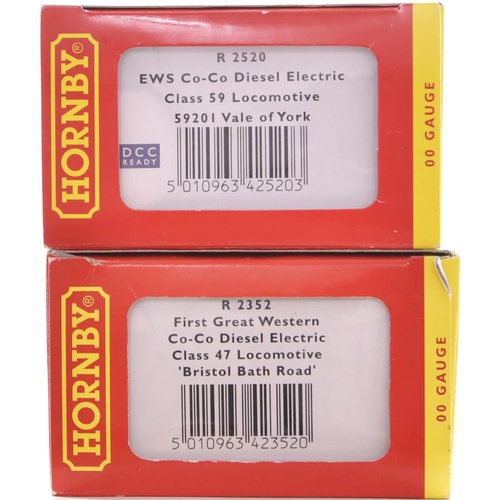 HORNBY®
R 2520
EWS Co-Co Diesel Electric
Class 59 Locomotive
59201 Vale of York
DCC
READY
5 010963 425203
00 GAUGE
HORNBY®
R 2352
First Great Western
Co-Co Diesel Electric
Class 47 Locomotive
'Bristol Bath Road'
5 010963 423520
00 GAUGE